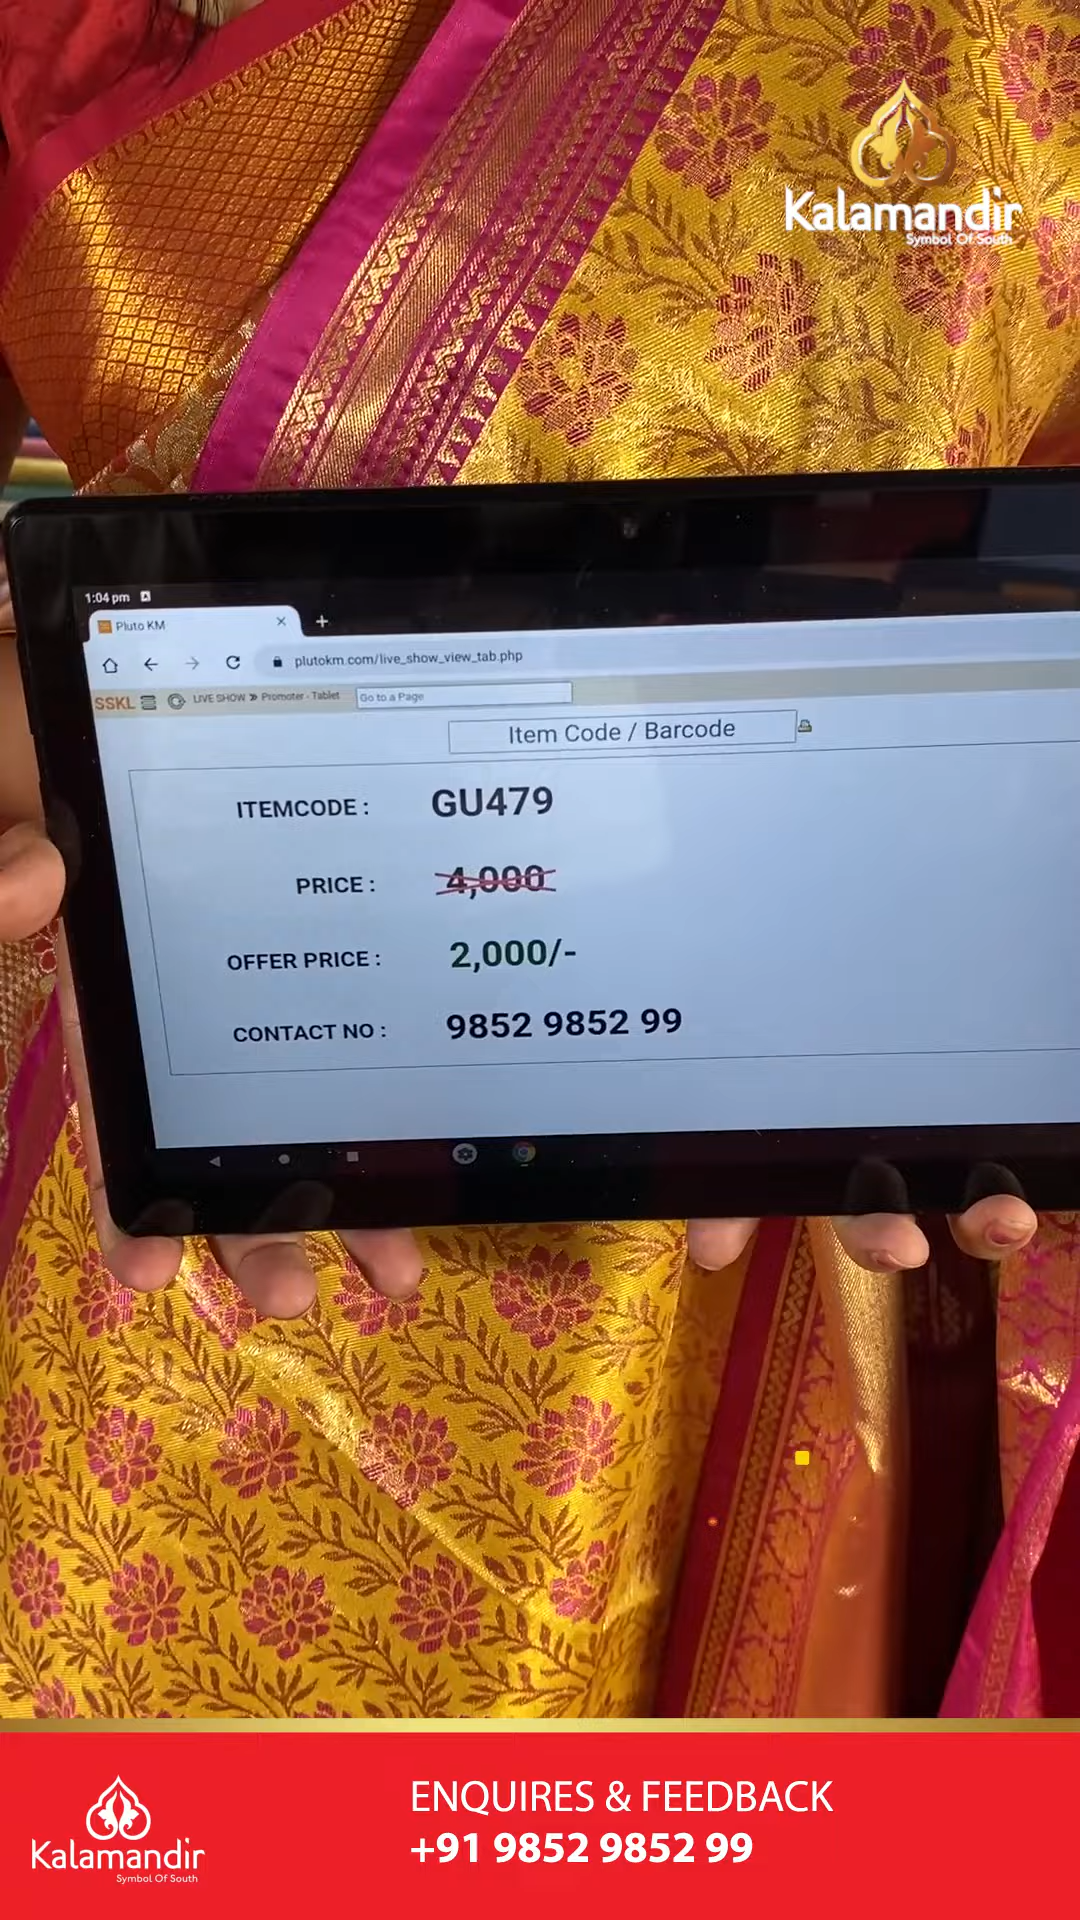 Kalamandir
Symbol Of South
1:04 pm
Pluto KM
plutokm.com/live_show_view_tab.php
SSKL LIVE SHOW » Promoter - Tablet Go to a Page
Item Code / Barcode
ITEMCODE : GU479
PRICE : 4,000
OFFER PRICE : 2,000/-
CONTACT NO : 9852 9852 99
ENQUIRES & FEEDBACK
+91 9852 9852 99
Kalamandir
Symbol Of South